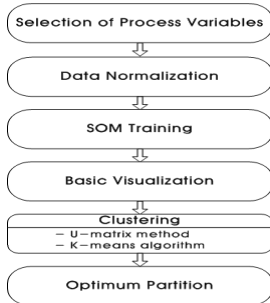 Selection of Process Variables
Data Normalization
SOM Training
Basic Visualization
Clustering
– U–matrix method
– K–means algorithm
Optimum Partition